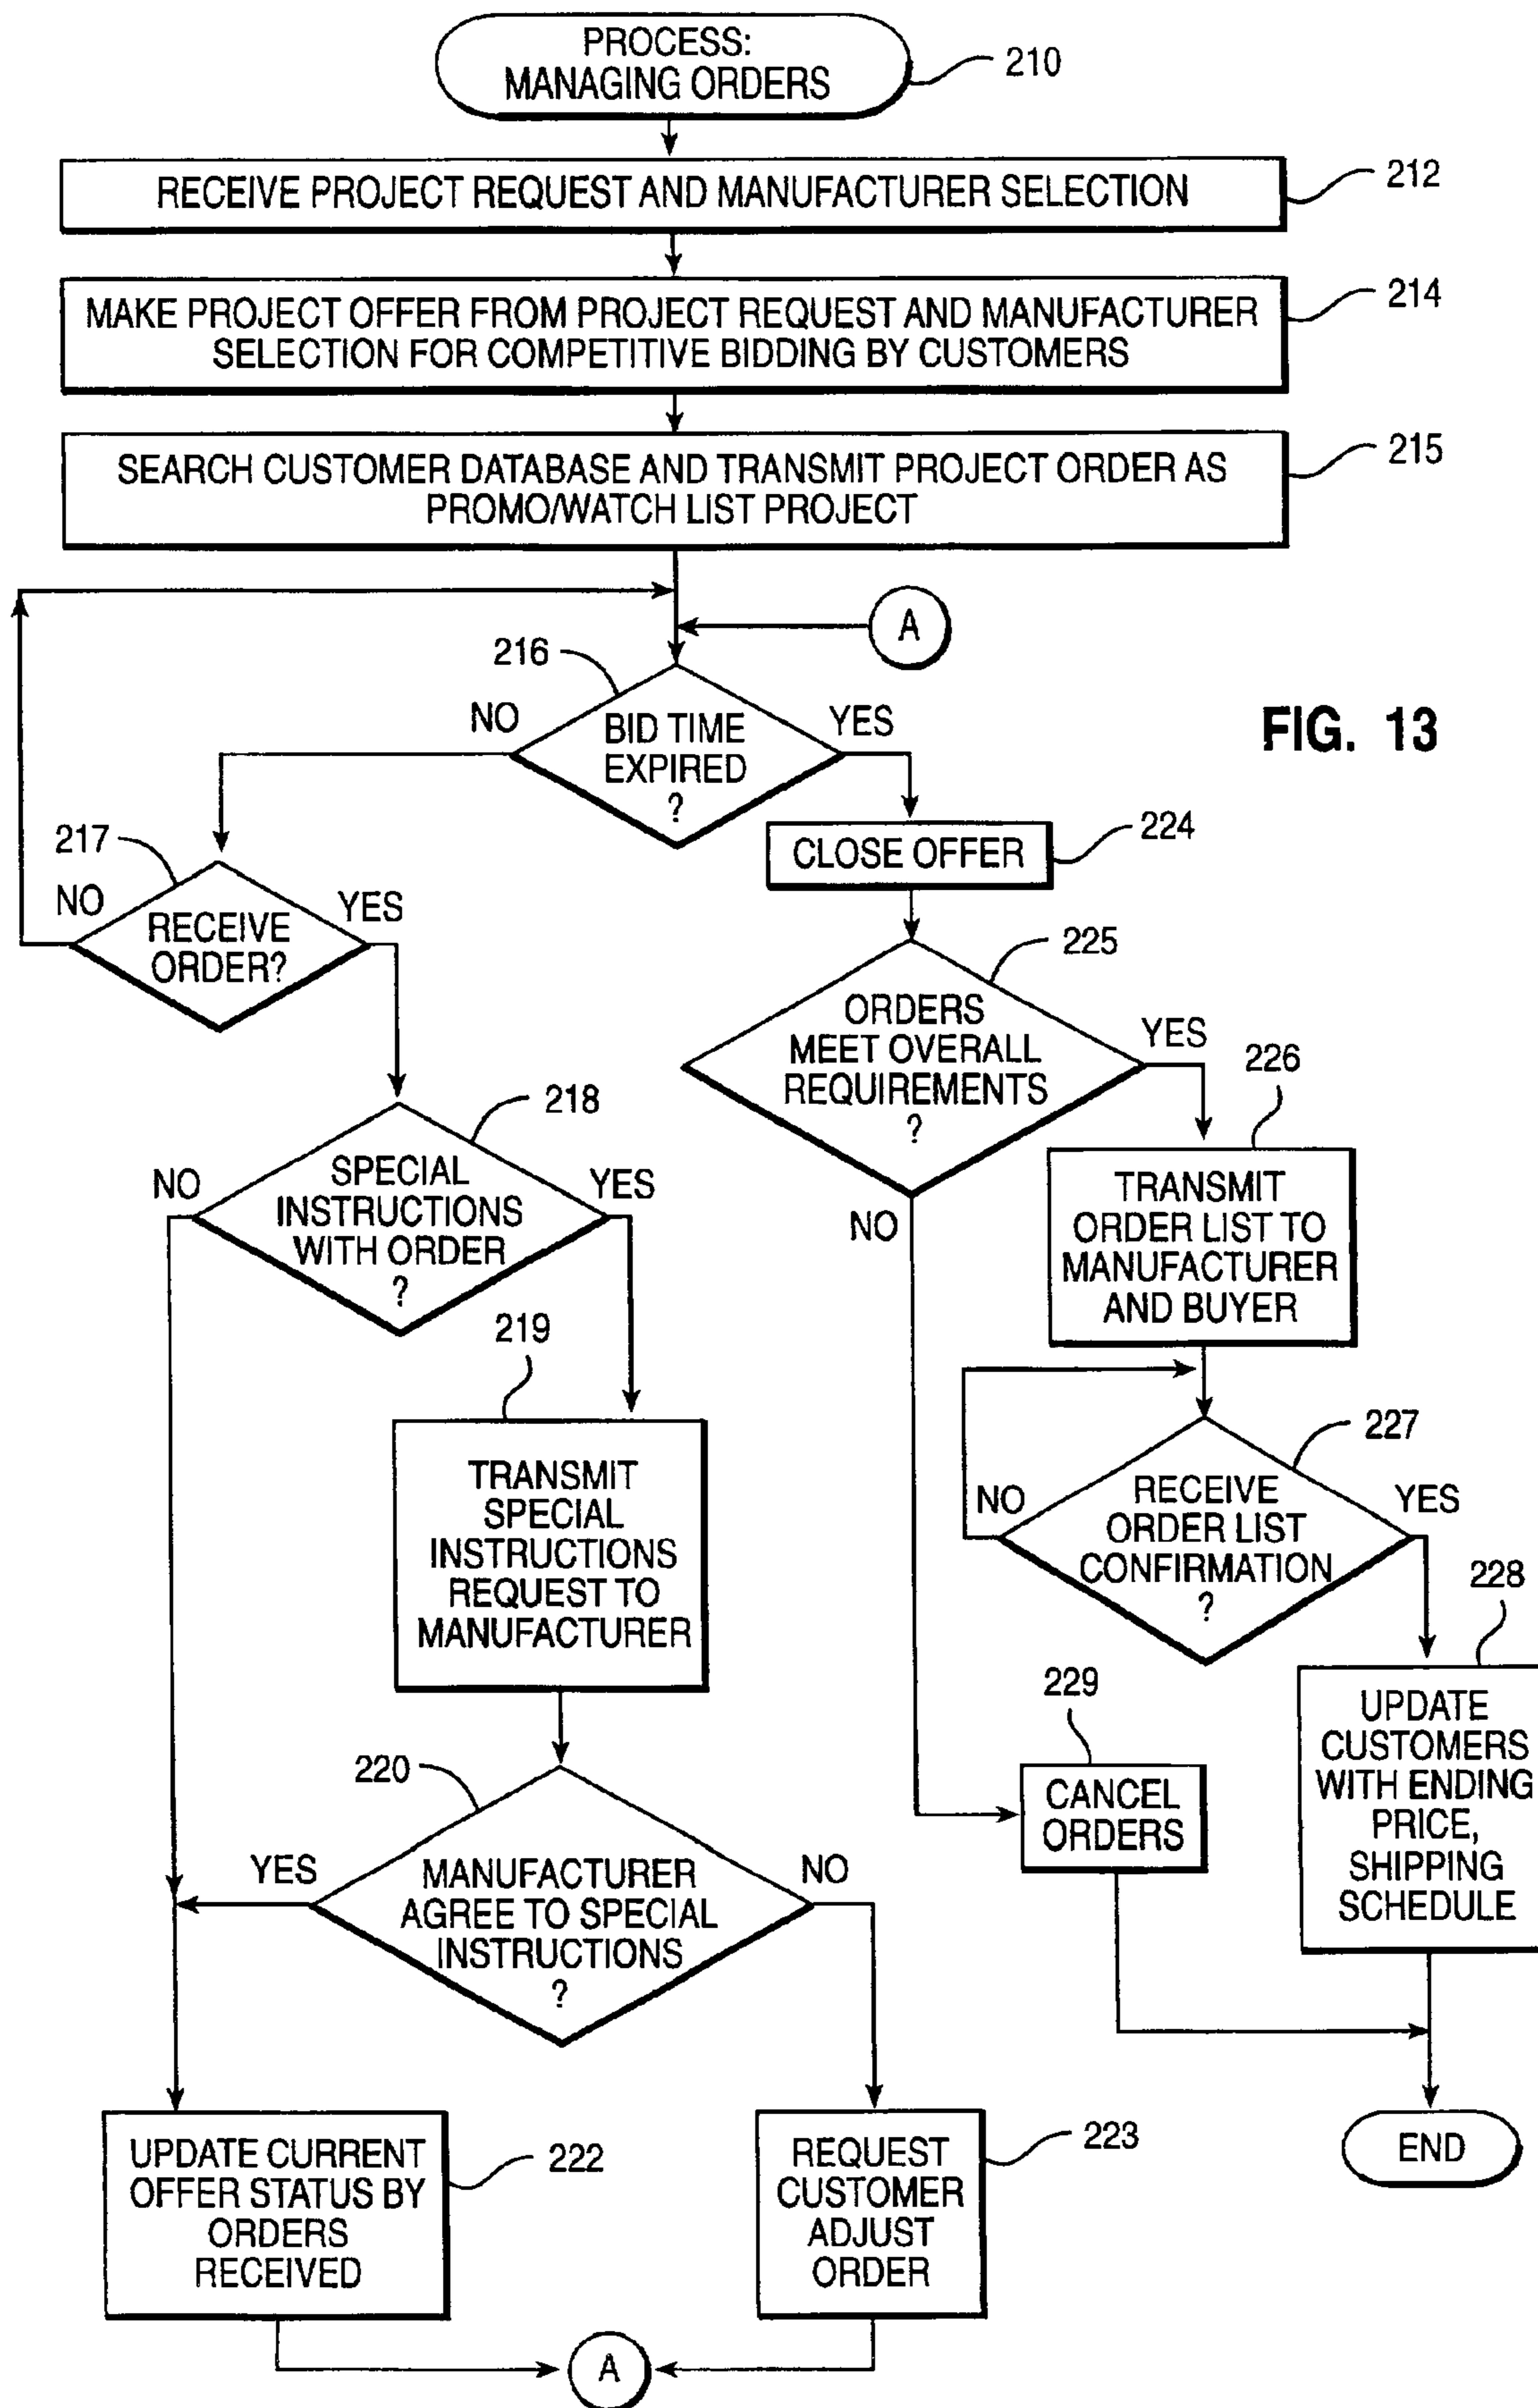 PROCESS:
MANAGING ORDERS
210
RECEIVE PROJECT REQUEST AND MANUFACTURER SELECTION
212
MAKE PROJECT OFFER FROM PROJECT REQUEST AND MANUFACTURER
SELECTION FOR COMPETITIVE BIDDING BY CUSTOMERS
214
SEARCH CUSTOMER DATABASE AND TRANSMIT PROJECT ORDER AS
PROMO/WATCH LIST PROJECT
215
A
216
NO
BID TIME
EXPIRED
?
YES
FIG. 13
217
NO
RECEIVE
ORDER?
YES
CLOSE OFFER
224
225
ORDERS
MEET OVERALL
REQUIREMENTS
?
YES
NO
218
NO
SPECIAL
INSTRUCTIONS
WITH ORDER
?
YES
226
TRANSMIT
ORDER LIST TO
MANUFACTURER
AND BUYER
219
TRANSMIT
SPECIAL
INSTRUCTIONS
REQUEST TO
MANUFACTURER
227
NO
RECEIVE
ORDER LIST
CONFIRMATION
?
YES
228
UPDATE
CUSTOMERS
WITH ENDING
PRICE,
SHIPPING
SCHEDULE
229
CANCEL
ORDERS
220
YES
MANUFACTURER
AGREE TO SPECIAL
INSTRUCTIONS
?
NO
UPDATE CURRENT
OFFER STATUS BY
ORDERS
RECEIVED
222
REQUEST
CUSTOMER
ADJUST
ORDER
223
END
A